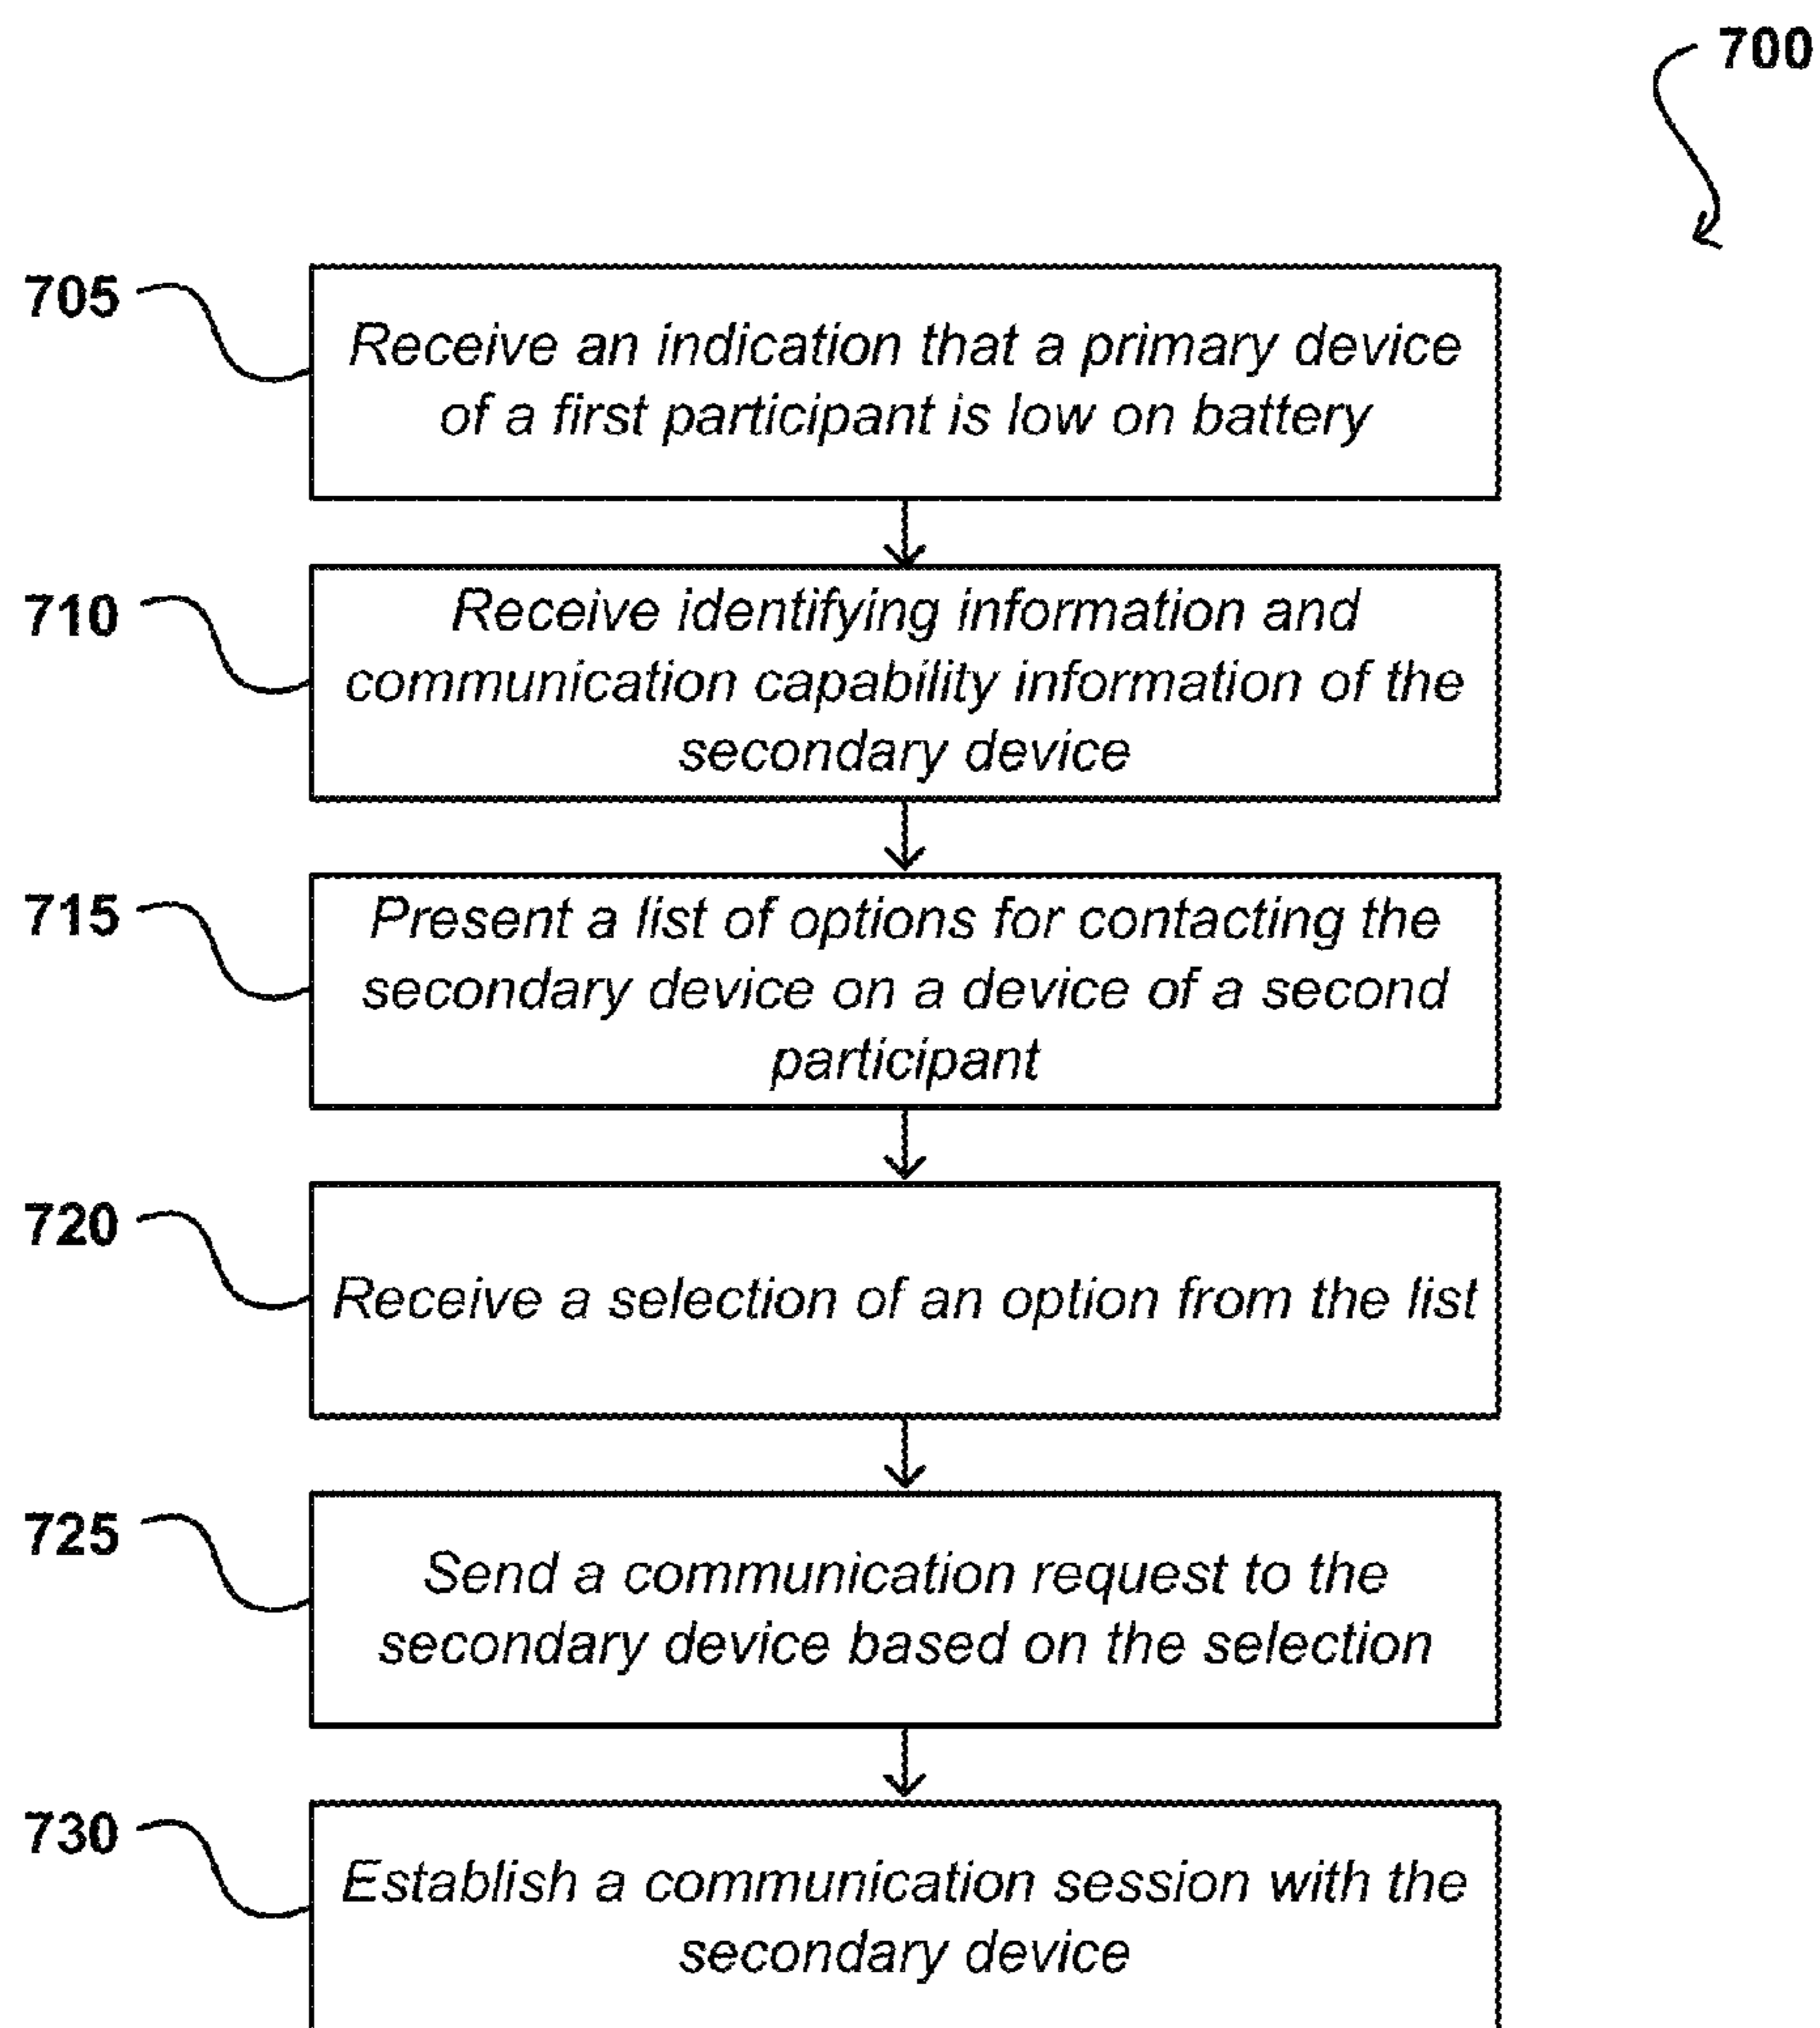 700
705
Receive an indication that a primary device
of a first participant is low on battery
710
Receive identifying information and
communication capability information of the
secondary device
715
Present a list of options for contacting the
secondary device on a device of a second
participant
720
Receive a selection of an option from the list
725
Send a communication request to the
secondary device based on the selection
730
Establish a communication session with the
secondary device